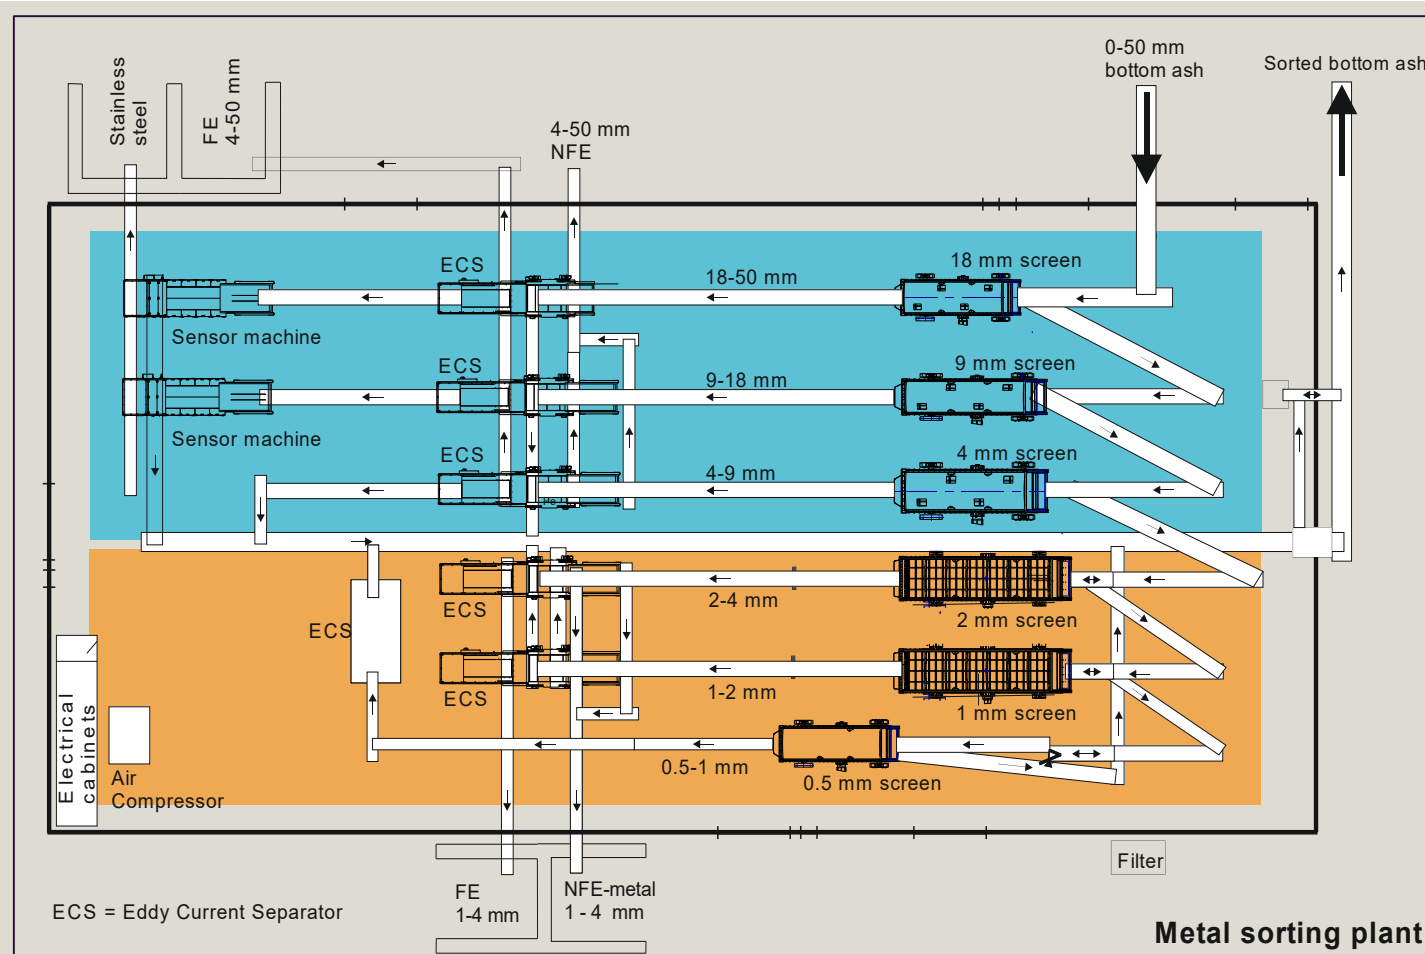 0-50 mm
bottom ash
Sorted bottom ash
Stainless
steel
FE
4-50 mm
4-50 mm
NFE
ECS
18-50 mm
18 mm screen
Sensor machine
ECS
9-18 mm
9 mm screen
Sensor machine
ECS
4-9 mm
4 mm screen
ECS
2-4 mm
2 mm screen
ECS
ECS
1-2 mm
1 mm screen
0.5-1 mm
0.5 mm screen
Electrical
cabinets
Air
Compressor
Filter
FE
1-4 mm
NFE-metal
1 - 4 mm
ECS = Eddy Current Separator
Metal sorting plant